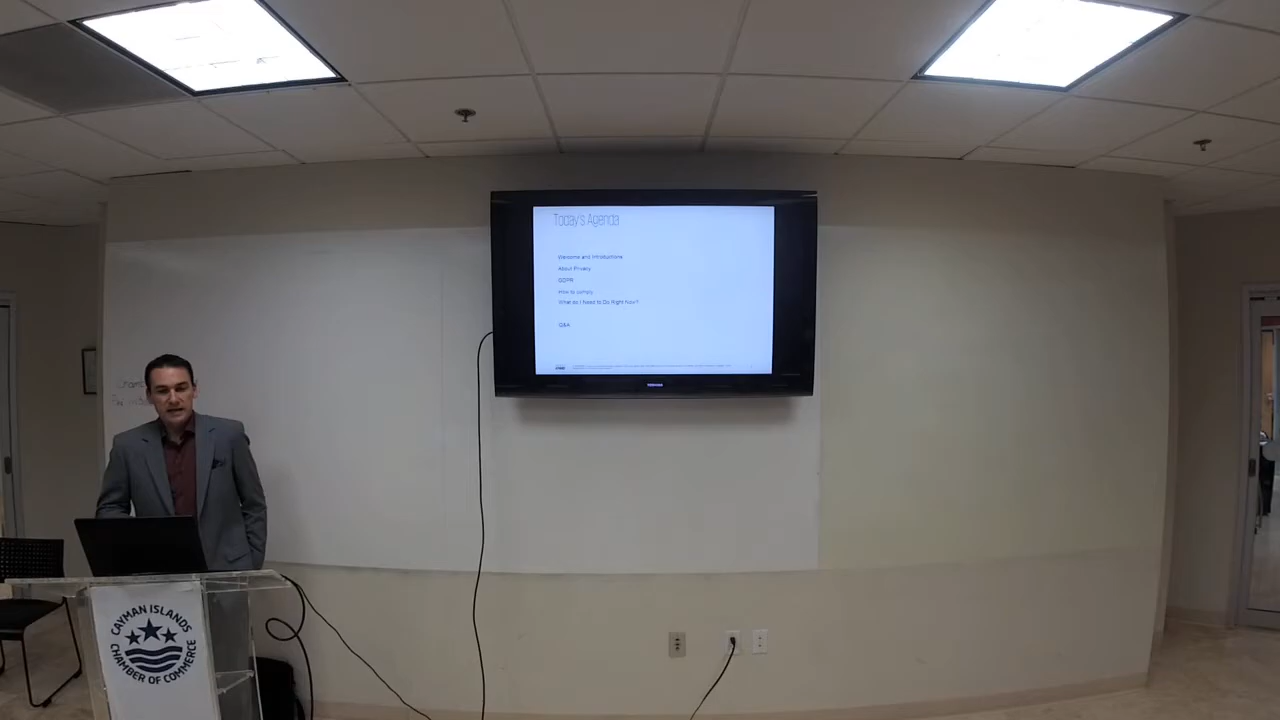 Today's Agenda
Welcome and Introductions
About Privacy
GDPR
How to comply
What do I Need to Do Right Now?
Q&A
TOSHIBA
CAYMAN ISLANDS
CHAMBER OF COMMERCE